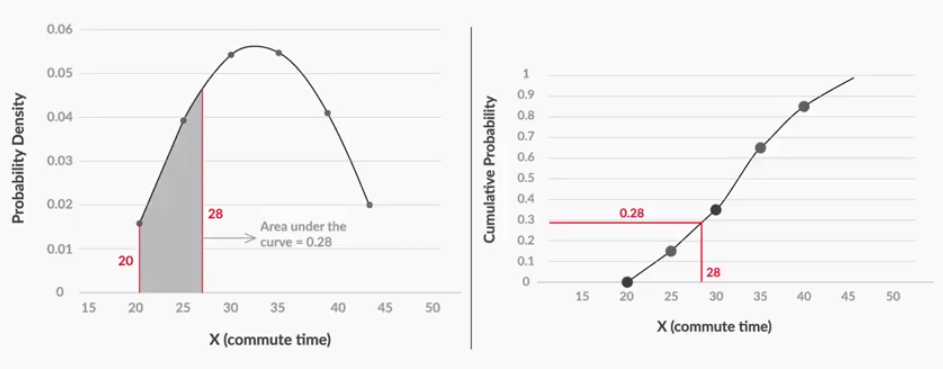 0.06
0.05
0.04
0.03
0.02
0.01
0
Probability Density
20
28
Area under the
curve = 0.28
15 20 25 30 35 40 45 50
X (commute time)
1
0.9
0.8
0.7
0.6
0.5
0.4
0.3
0.2
0.1
0
Cumulative Probability
0.28
28
15 20 25 30 35 40 45 50
X (commute time)